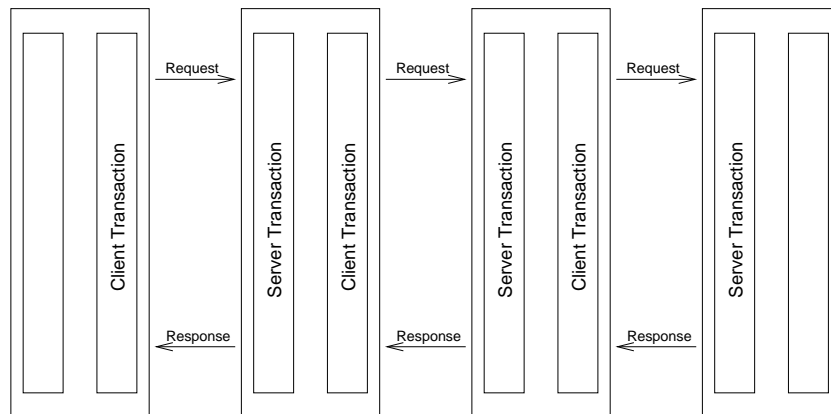 Request
Request
Request
Client Transaction
Server Transaction
Client Transaction
Server Transaction
Client Transaction
Server Transaction
Response
Response
Response